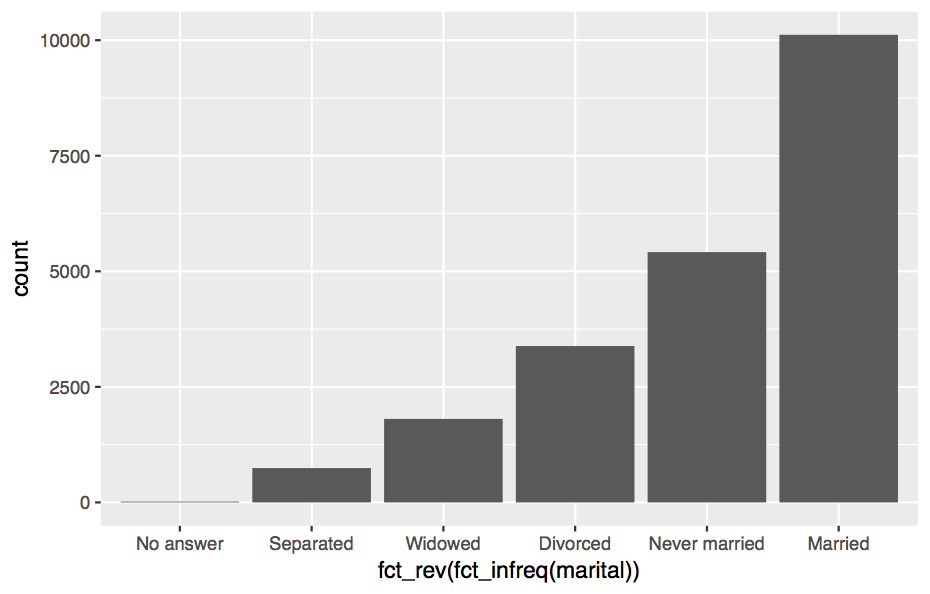 10000
7500
5000
2500
0
count
No answer Separated Widowed Divorced Never married Married
fct_rev(fct_infreq(marital))